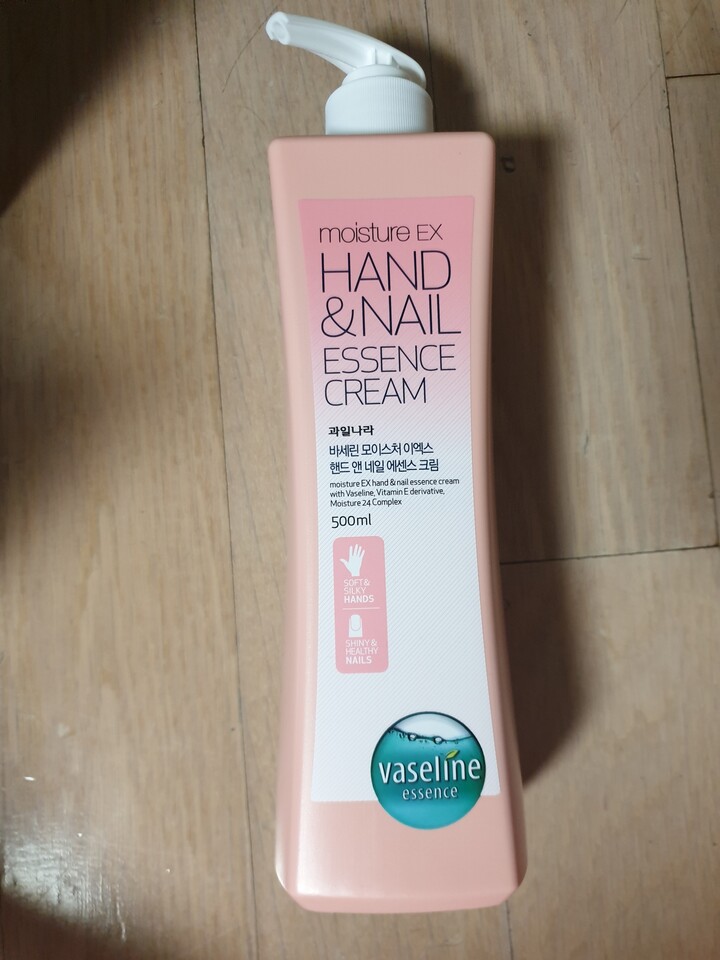 moisture EX
HAND
&NAIL
ESSENCE
CREAM
과일나라
바세린 모이스처 이엑스
핸드 앤 네일 에센스 크림
moisture EX hand & nail essence cream
with Vaseline, Vitamin E derivative,
Moisture 24 Complex
500ml
SOFT &
SILKY
HANDS
SHINY &
HEALTHY
NAILS
vaseline
essence